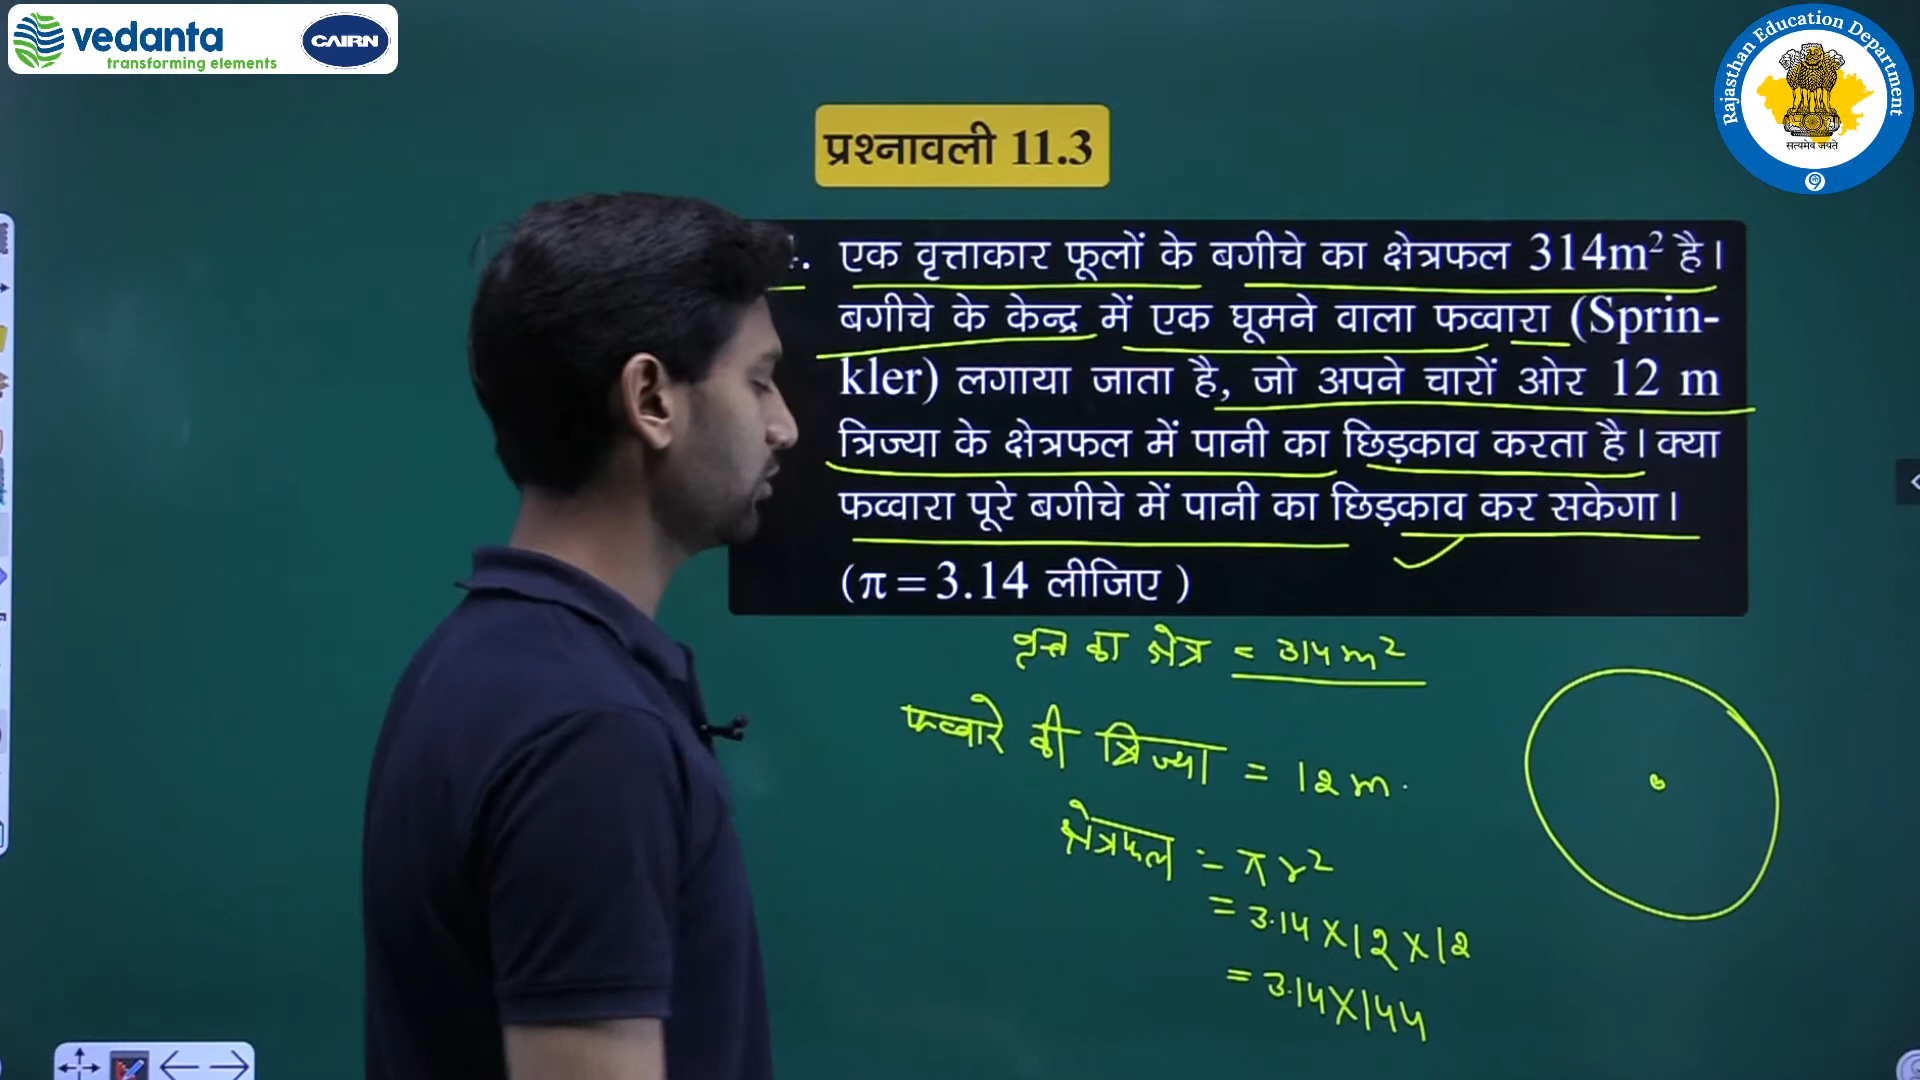 vedanta
transforming elements
CAIRN
Rajasthan Education Department
सत्यमेव जयते
प्रश्नावली 11.3
एक वृत्ताकार फूलों के बगीचे का क्षेत्रफल 314m² है।
बगीचे के केन्द्र में एक घूमने वाला फव्वारा (Sprin-
kler) लगाया जाता है, जो अपने चारों ओर 12 m
त्रिज्या के क्षेत्रफल में पानी का छिड़काव करता है। क्या
फव्वारा पूरे बगीचे में पानी का छिड़काव कर सकेगा।
(π = 3.14 लीजिए )
वृत्त का क्षेत्र = 314 m²
फव्वारे की त्रिज्या = 12 m.
क्षेत्रफल = πr²
= 3.14 X 12 X 12
= 3.14 X 144